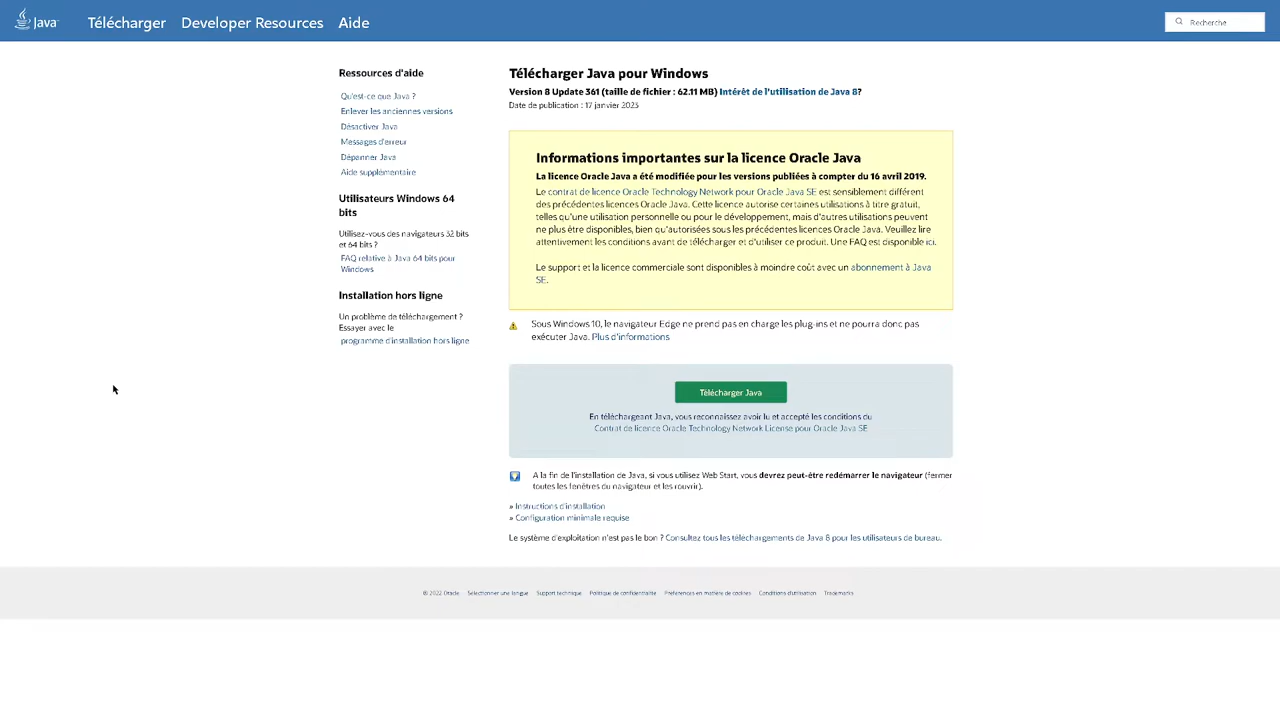 Java
Télécharger
Developer Resources
Aide
Recherche
Ressources d'aide
Qu'est-ce que Java ?
Enlever les anciennes versions
Désactiver Java
Messages d'erreur
Dépanner Java
Aide supplémentaire
Utilisateurs Windows 64
bits
Utilisez-vous des navigateurs 32 bits
et 64 bits ?
FAQ relative à Java 64 bits pour
Windows
Installation hors ligne
Un problème de téléchargement ?
Essayer avec le
programme d'installation hors ligne
Télécharger Java pour Windows
Version 8 Update 361 (taille de fichier : 62.11 MB) Intérêt de l'utilisation de Java 8?
Date de publication : 17 janvier 2023
Informations importantes sur la licence Oracle Java
La licence Oracle Java a été modifiée pour les versions publiées à compter du 16 avril 2019.
Le contrat de licence Oracle Technology Network pour Oracle Java SE est sensiblement différent
des précédentes licences Oracle Java. Cette licence autorise certaines utilisations à titre gratuit,
telles qu'une utilisation personnelle ou pour le développement, mais d'autres utilisations peuvent
ne plus être disponibles, bien qu'autorisées sous les précédentes licences Oracle Java. Veuillez lire
attentivement les conditions avant de télécharger et d'utiliser ce produit. Une FAQ est disponible ici.
Le support et la licence commerciale sont disponibles à moindre coût avec un abonnement à Java
SE.
Sous Windows 10, le navigateur Edge ne prend pas en charge les plug-ins et ne pourra donc pas
exécuter Java. Plus d'informations
Télécharger Java
En téléchargeant Java, vous reconnaissez avoir lu et accepté les conditions du
Contrat de licence Oracle Technology Network License pour Oracle Java SE
A la fin de l'installation de Java, si vous utilisez Web Start, vous devrez peut-être redémarrer le navigateur (fermer
toutes les fenêtres du navigateur et les rouvrir).
» Instructions d'installation
» Configuration minimale requise
Le système d'exploitation n'est pas le bon ? Consultez tous les téléchargements de Java 8 pour les utilisateurs de bureau.
© 2022 Oracle Sélectionner une langue Support technique Politique de confidentialité Préférences en matière de cookies Conditions d'utilisation Trademarks